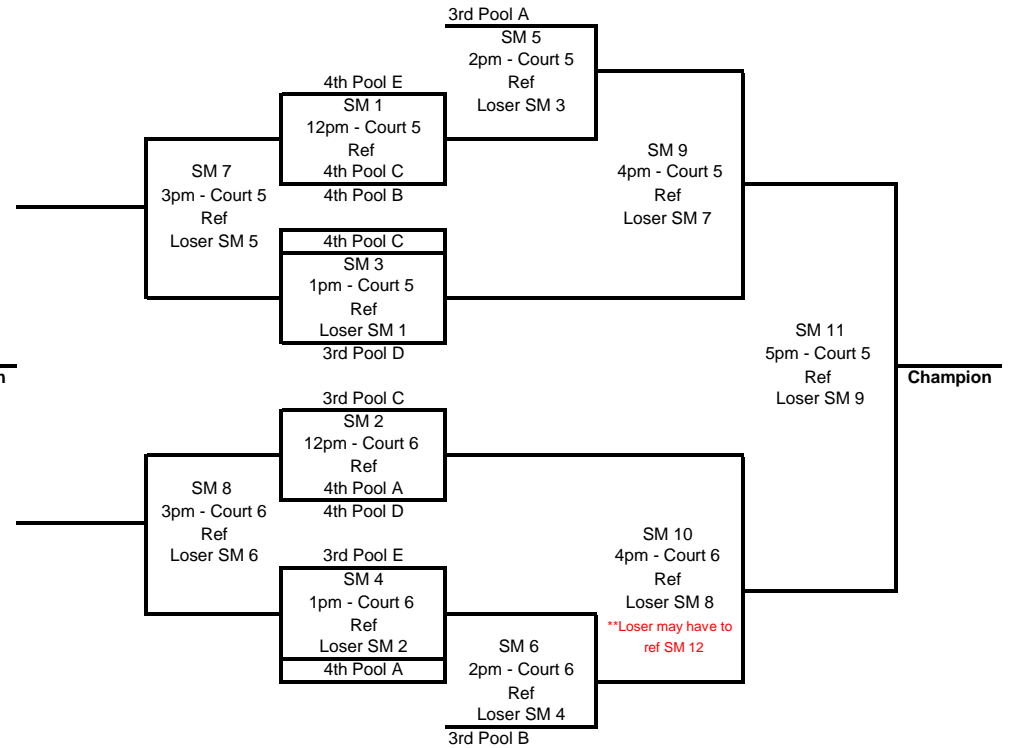 3rd Pool A
SM 5
2pm - Court 5
Ref
Loser SM 3
4th Pool E
SM 1
12pm - Court 5
Ref
4th Pool C
4th Pool B
SM 7
3pm - Court 5
Ref
Loser SM 5
SM 9
4pm - Court 5
Ref
Loser SM 7
4th Pool C
SM 3
1pm - Court 5
Ref
Loser SM 1
3rd Pool D
SM 11
5pm - Court 5
Ref
Loser SM 9
Champion
3rd Pool C
SM 2
12pm - Court 6
Ref
4th Pool A
4th Pool D
SM 8
3pm - Court 6
Ref
Loser SM 6
3rd Pool E
SM 4
1pm - Court 6
Ref
Loser SM 2
4th Pool A
SM 10
4pm - Court 6
Ref
Loser SM 8
**Loser may have to
ref SM 12
SM 6
2pm - Court 6
Ref
Loser SM 4
3rd Pool B